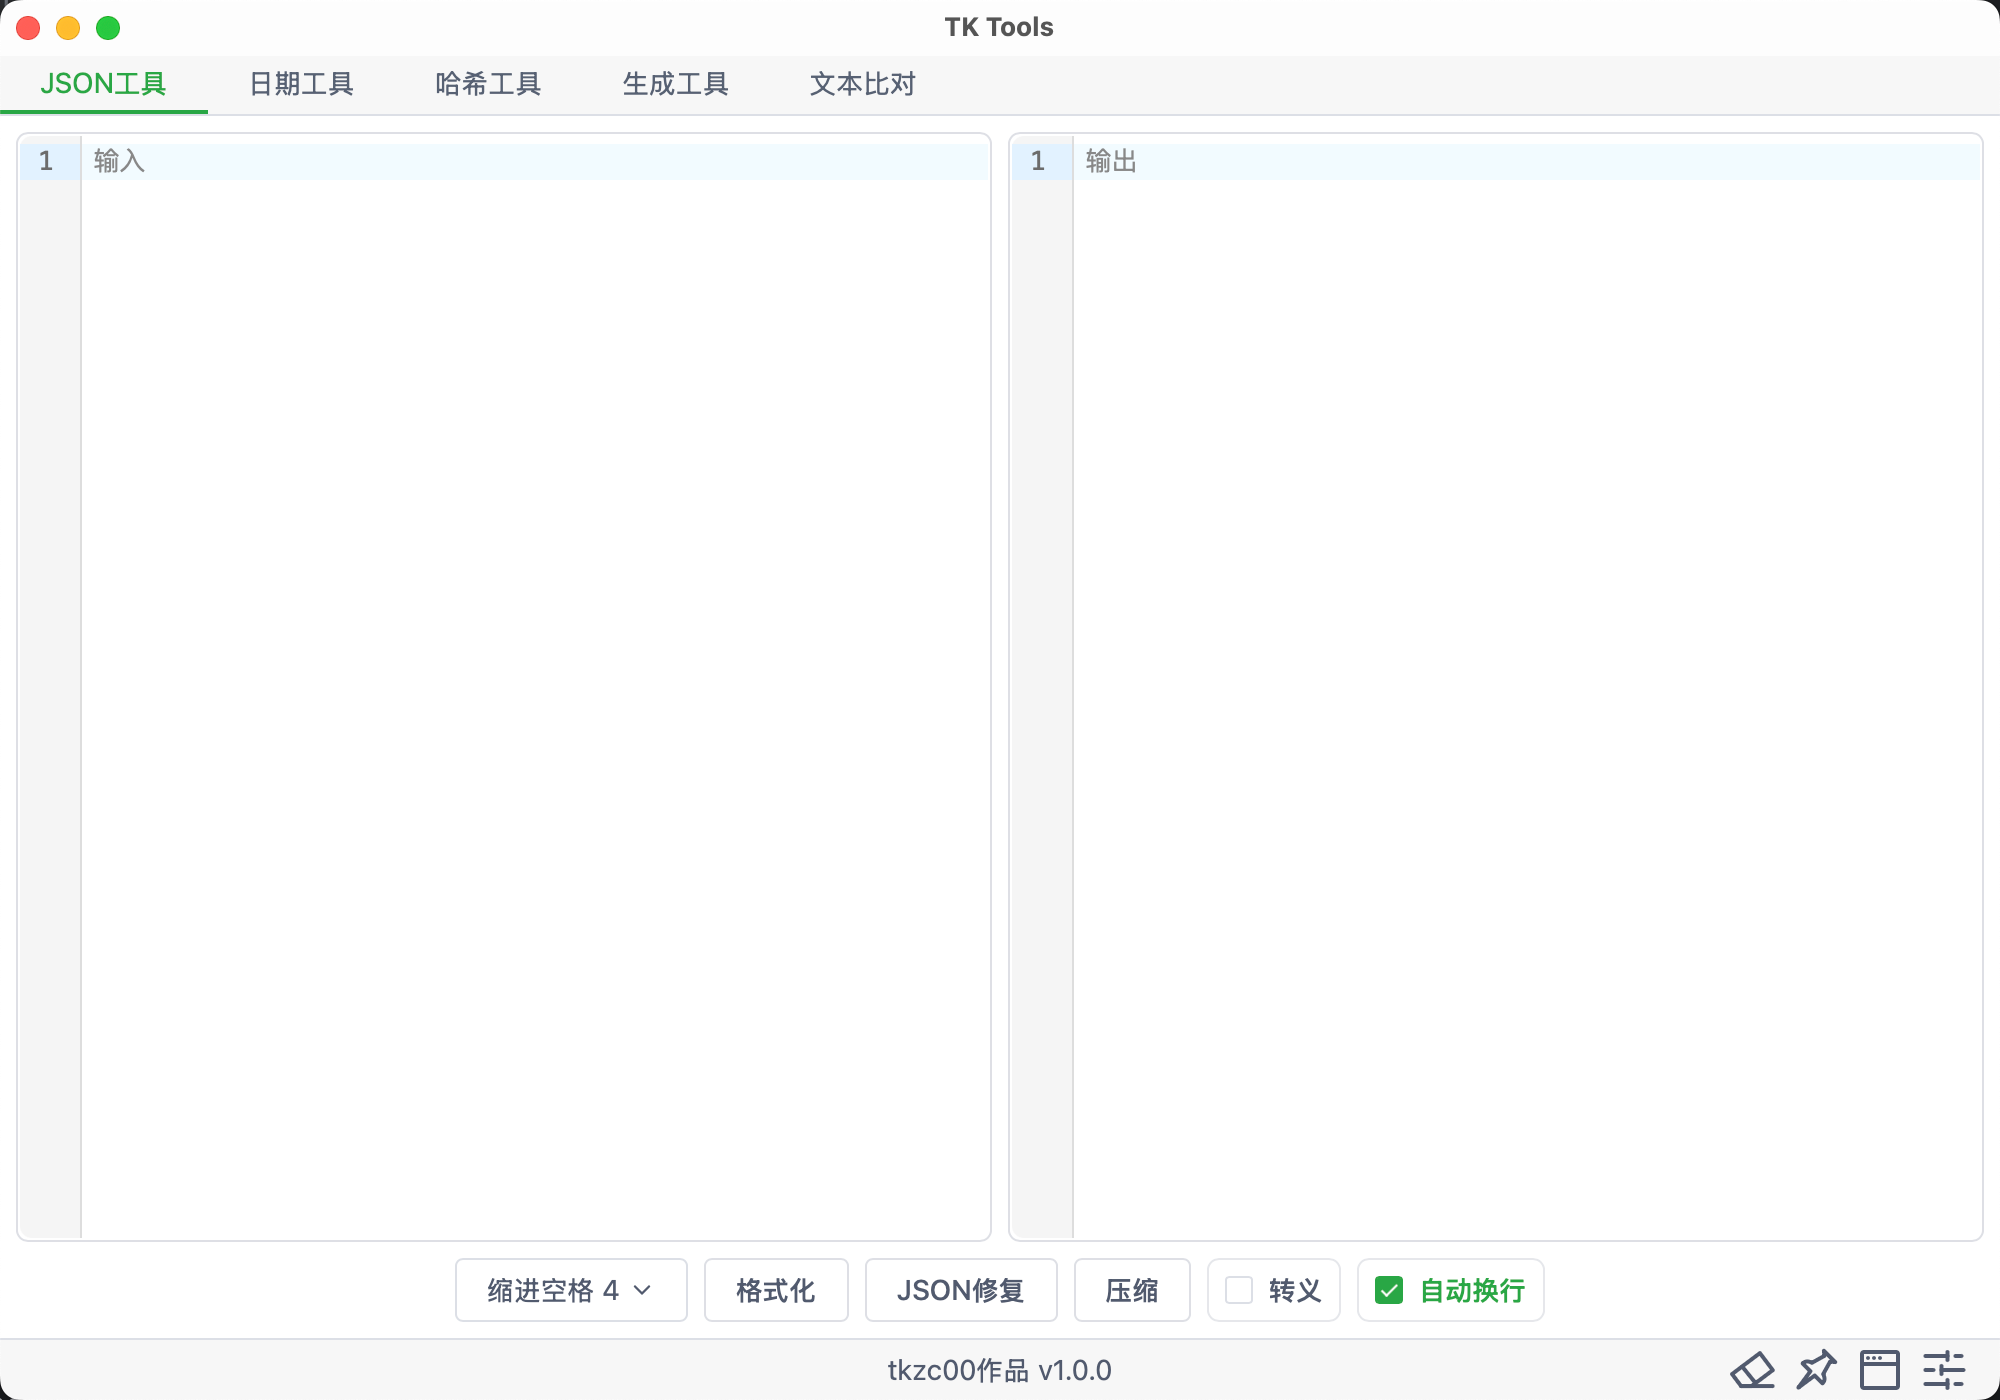 TK Tools
JSON工具 日期工具 哈希工具 生成工具 文本比对
1 输入
1 输出
缩进空格 4 格式化 JSON修复 压缩 转义 自动换行
tkzc00作品 v1.0.0